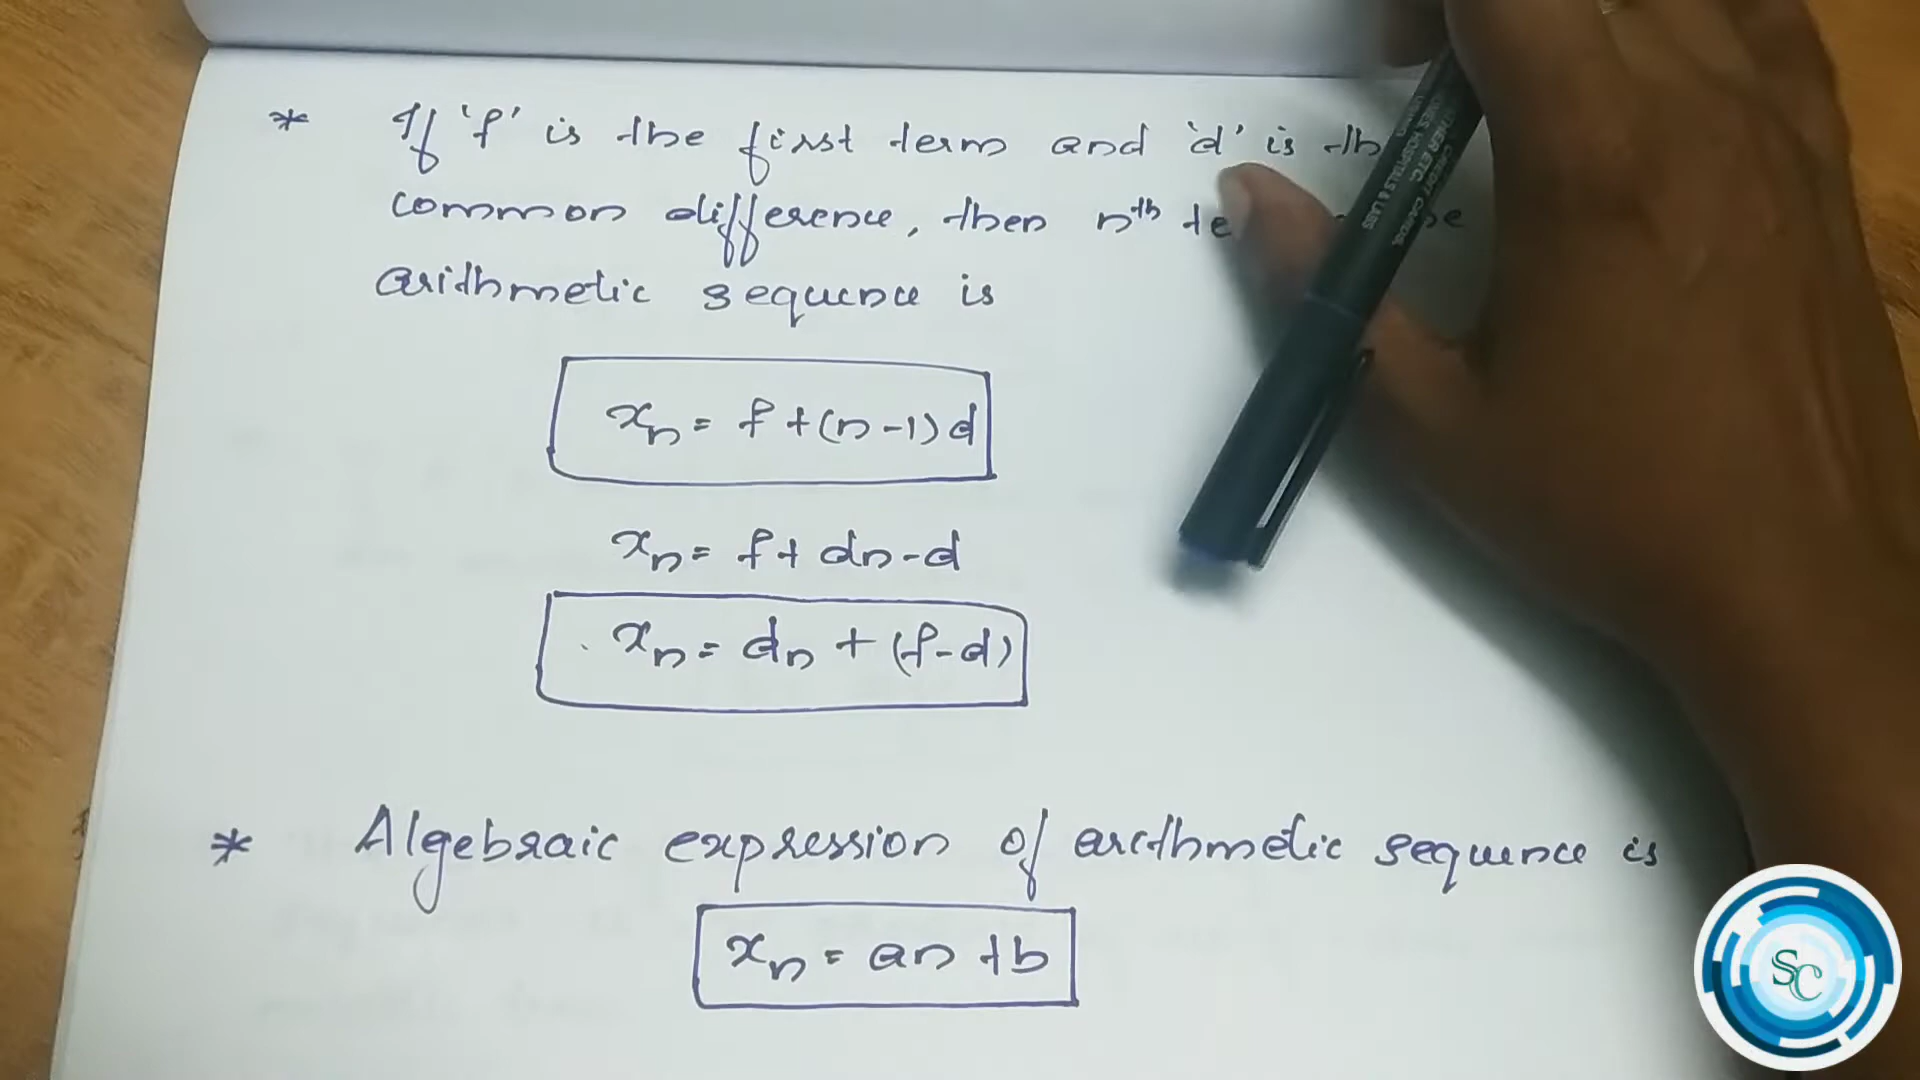 * If 'f' is the first term and 'd' is th
common difference, then nth te
arithmetic sequence is
xn = f + (n-1) d
xn = f + dn - d
xn = dn + (f-d)
* Algebraic expression of arithmetic sequence is
xn = an + b
SC